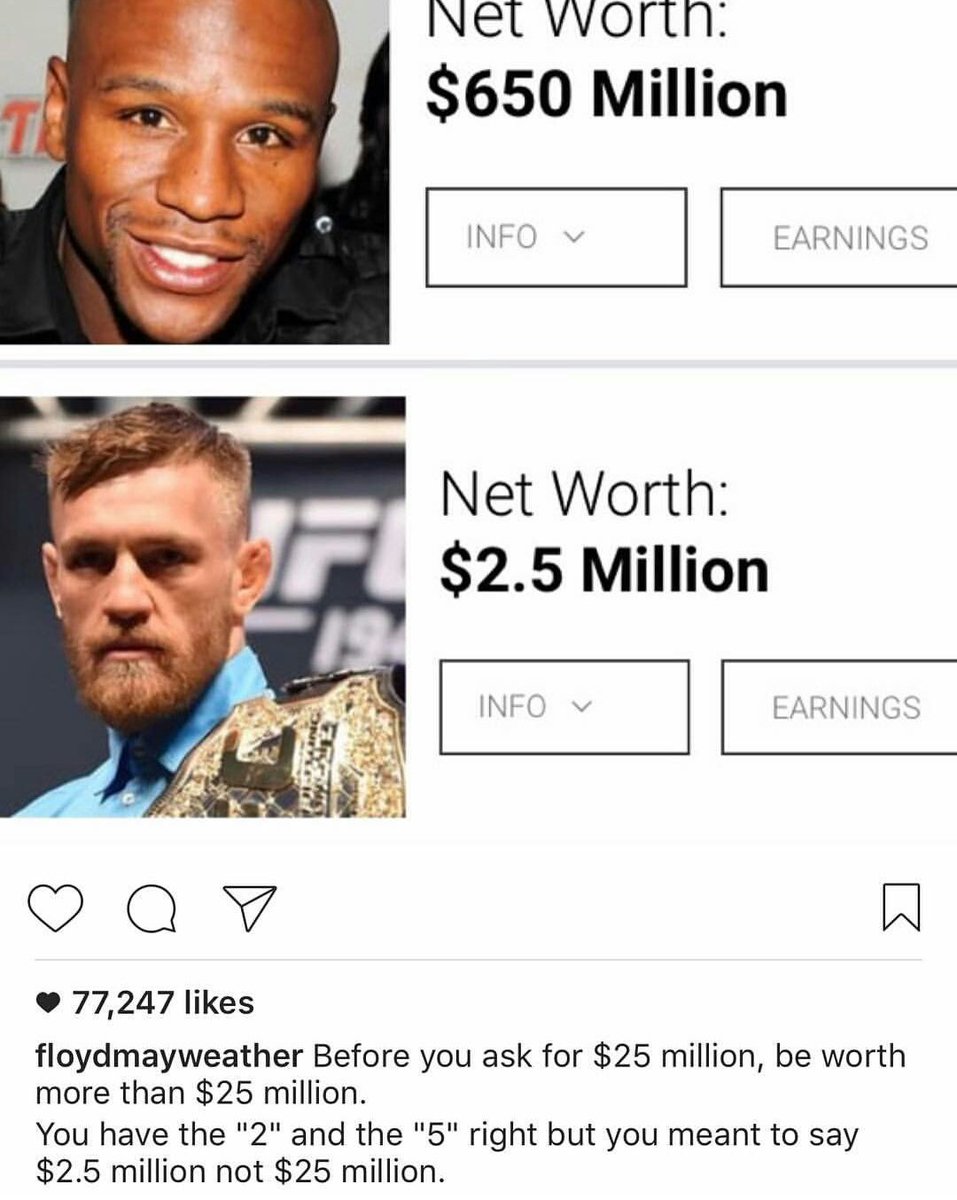 Net Worth:
$650 Million
INFO
EARNINGS
Net Worth:
$2.5 Million
INFO
EARNINGS
77,247 likes
floydmayweather Before you ask for $25 million, be worth
more than $25 million.
You have the "2" and the "5" right but you meant to say
$2.5 million not $25 million.